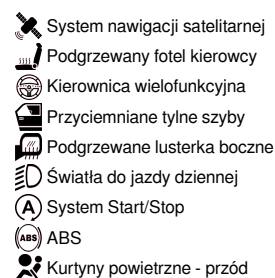 System nawigacji satelitarnej
Podgrzewany fotel kierowcy
Kierownica wielofunkcyjna
Przyciemniane tylne szyby
Podgrzewane lusterka boczne
Światła do jazdy dziennej
(A) System Start/Stop
(ABS) ABS
Kurtyny powietrzne - przód